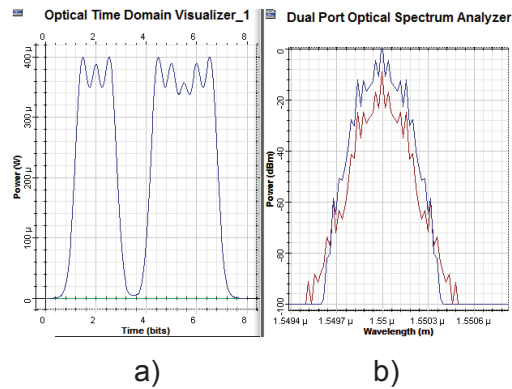 Optical Time Domain Visualizer_1
0 2 4 6 8
Power (W)
0 100 µ 200 µ 300 µ 400 µ
0 2 4 6 8
Time (bits)
a)
Dual Port Optical Spectrum Analyzer
Power (dBm)
-100 -80 -60 -40 -20 0
1.5494 µ 1.5497 µ 1.55 µ 1.5503 µ 1.5506 µ
Wavelength (m)
b)